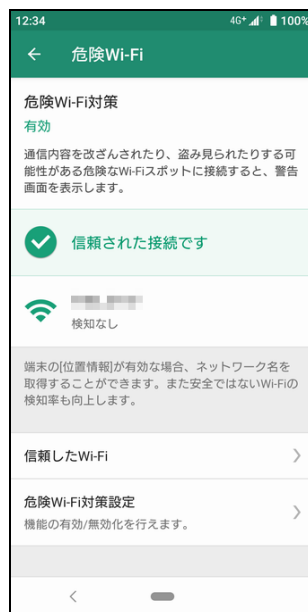 12:34
4G+
100%
危険Wi-Fi
危険Wi-Fi対策
有効
通信内容を改ざんされたり、盗み見られたりする可
能性がある危険なWi-Fiスポットに接続すると、警告
画面を表示します。
信頼された接続です
検知なし
端末の[位置情報]が有効な場合、ネットワーク名を
取得することができます。また安全ではないWi-Fiの
検知率も向上します。
信頼したWi-Fi
危険Wi-Fi対策設定
機能の有効/無効化を行えます。